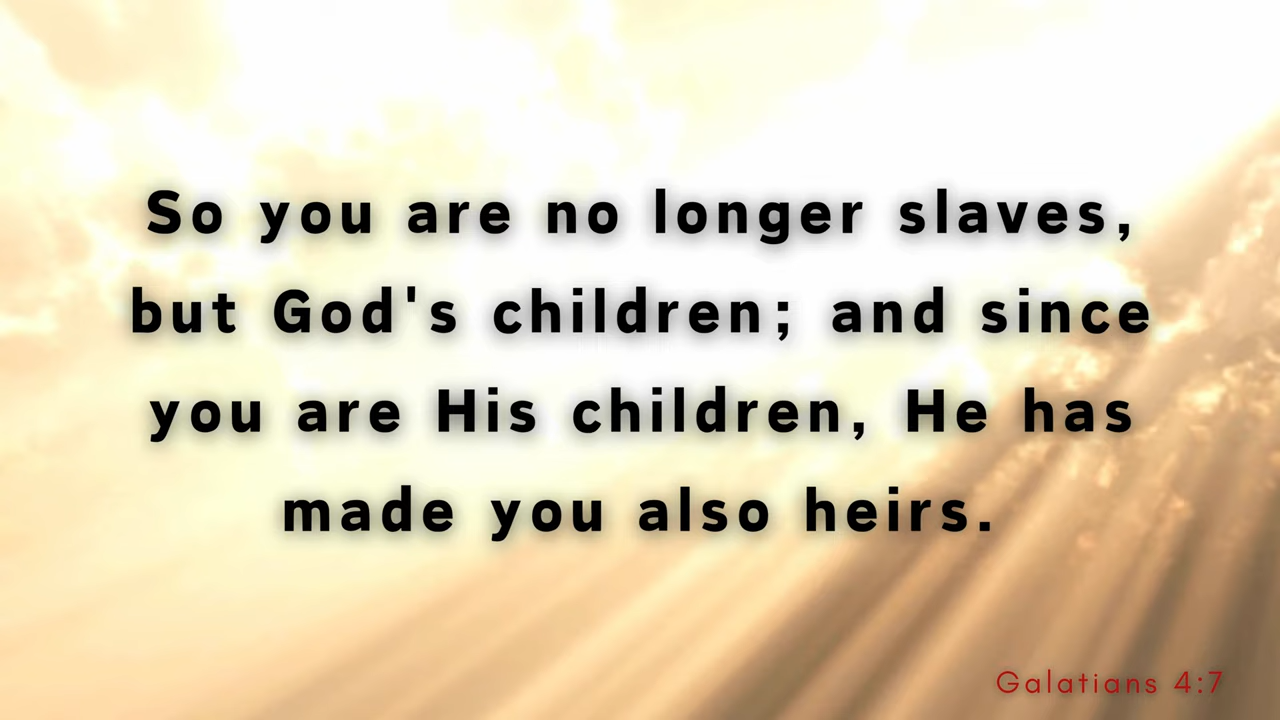 So you are no longer slaves,
but God's children; and since
you are His children, He has
made you also heirs.
Galatians 4:7